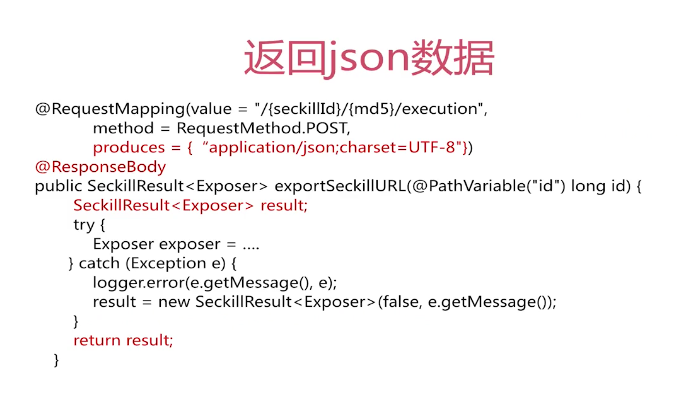 返回json数据
@RequestMapping(value = "/{seckillId}/{md5}/execution",
method = RequestMethod.POST,
produces = { “application/json;charset=UTF-8"})
@ResponseBody
public SeckillResult<Exposer> exportSeckillURL(@PathVariable("id") long id) {
SeckillResult<Exposer> result;
try {
Exposer exposer = ....
} catch (Exception e) {
logger.error(e.getMessage(), e);
result = new SeckillResult<Exposer>(false, e.getMessage());
}
return result;
}